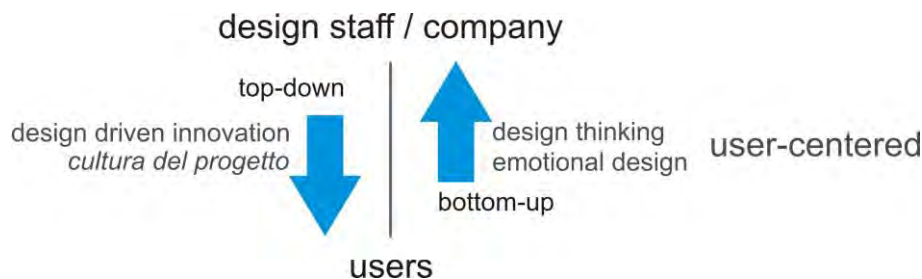 design staff / company
top-down
design driven innovation
cultura del progetto
design thinking
emotional design
user-centered
bottom-up
users